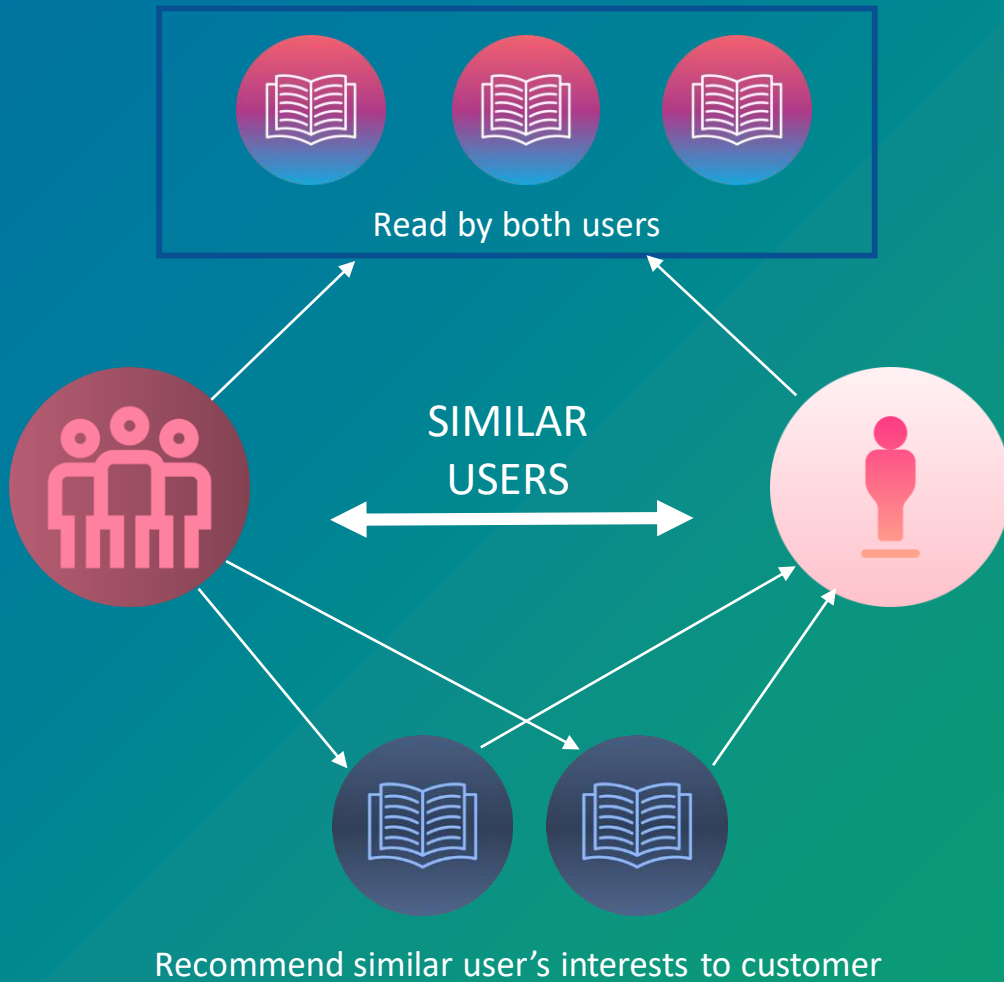 Read by both users
SIMILAR
USERS
Recommend similar user’s interests to customer